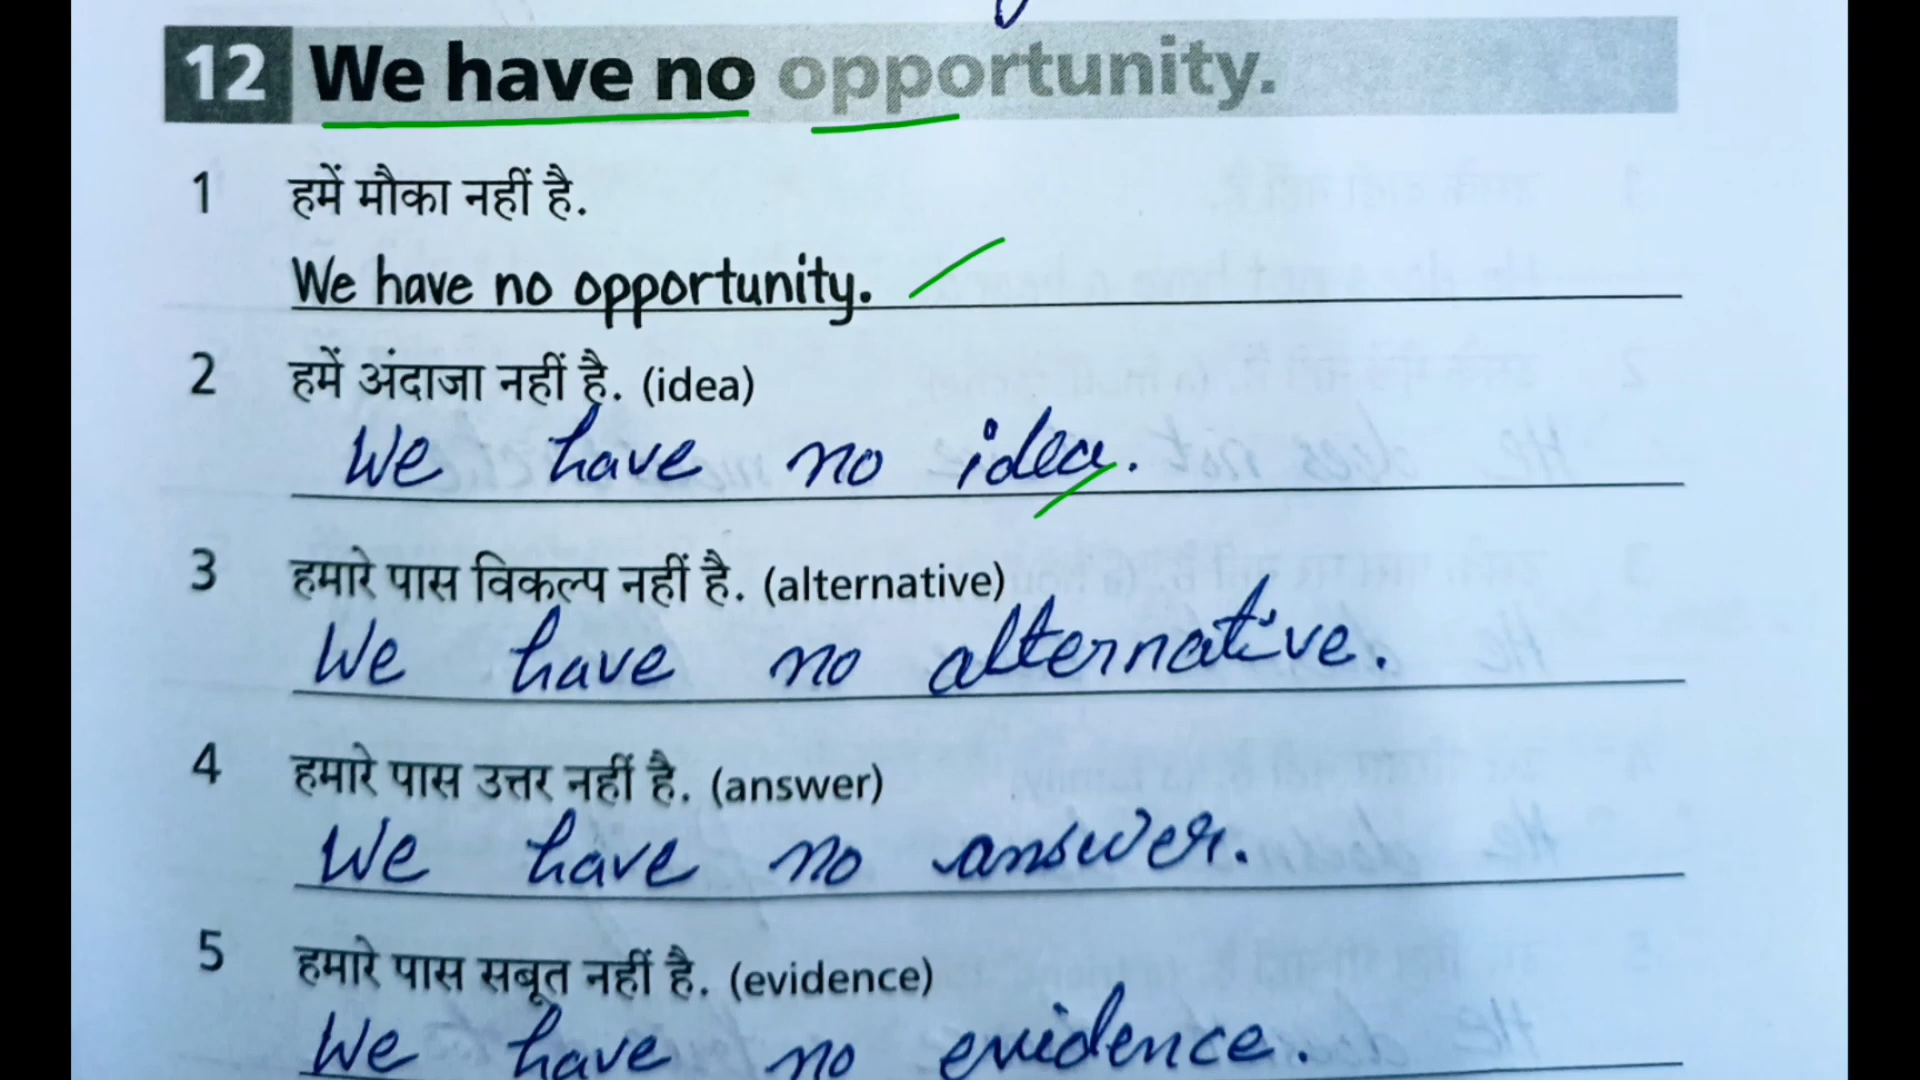 12 We have no opportunity.
1 हमें मौका नहीं है.
We have no opportunity.
2 हमें अंदाजा नहीं है. (idea)
We have no idea.
3 हमारे पास विकल्प नहीं है. (alternative)
We have no alternative.
4 हमारे पास उत्तर नहीं है. (answer)
We have no answer.
5 हमारे पास सबूत नहीं है. (evidence)
We have no evidence.